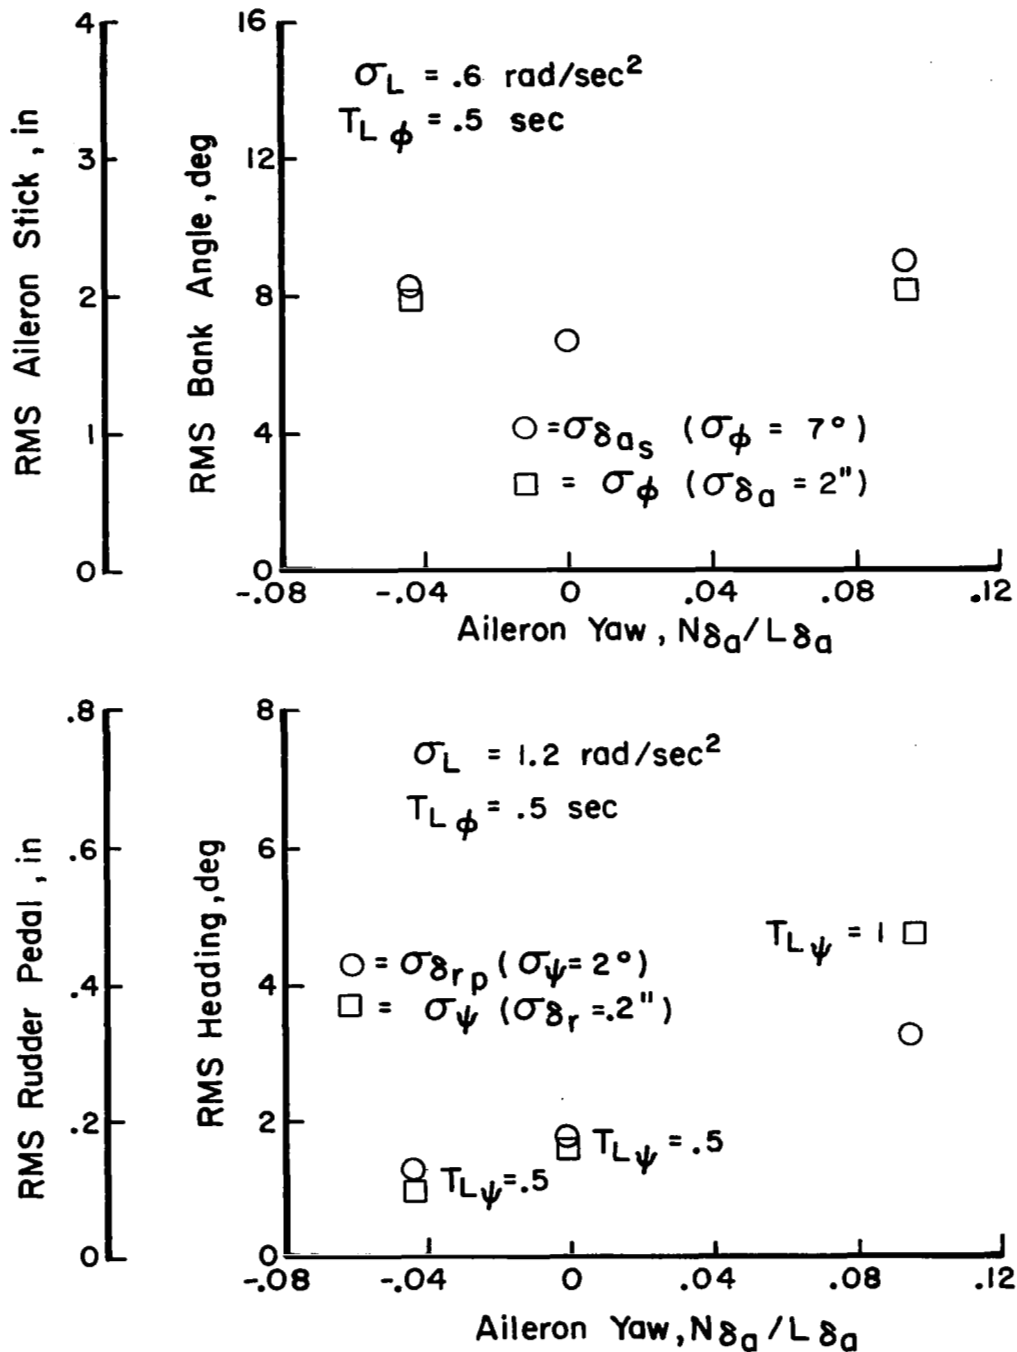 RMS Aileron Stick, in
4
3
2
1
0
RMS Bank Angle, deg
16
12
8
4
0
σL = .6 rad/sec²
TLϕ = .5 sec
○ = σδas (σϕ = 7°)
□ = σϕ (σδa = 2")
-.08 -.04 0 .04 .08 .12
Aileron Yaw, Nδa/Lδa
RMS Rudder Pedal, in
.8
.6
.4
.2
0
RMS Heading, deg
8
6
4
2
0
σL = 1.2 rad/sec²
TLϕ = .5 sec
TLψ = 1
○ = σδrp (σψ = 2°)
□ = σψ (σδr = .2")
TLψ = .5
TLψ = .5
-.08 -.04 0 .04 .08 .12
Aileron Yaw, Nδa/Lδa